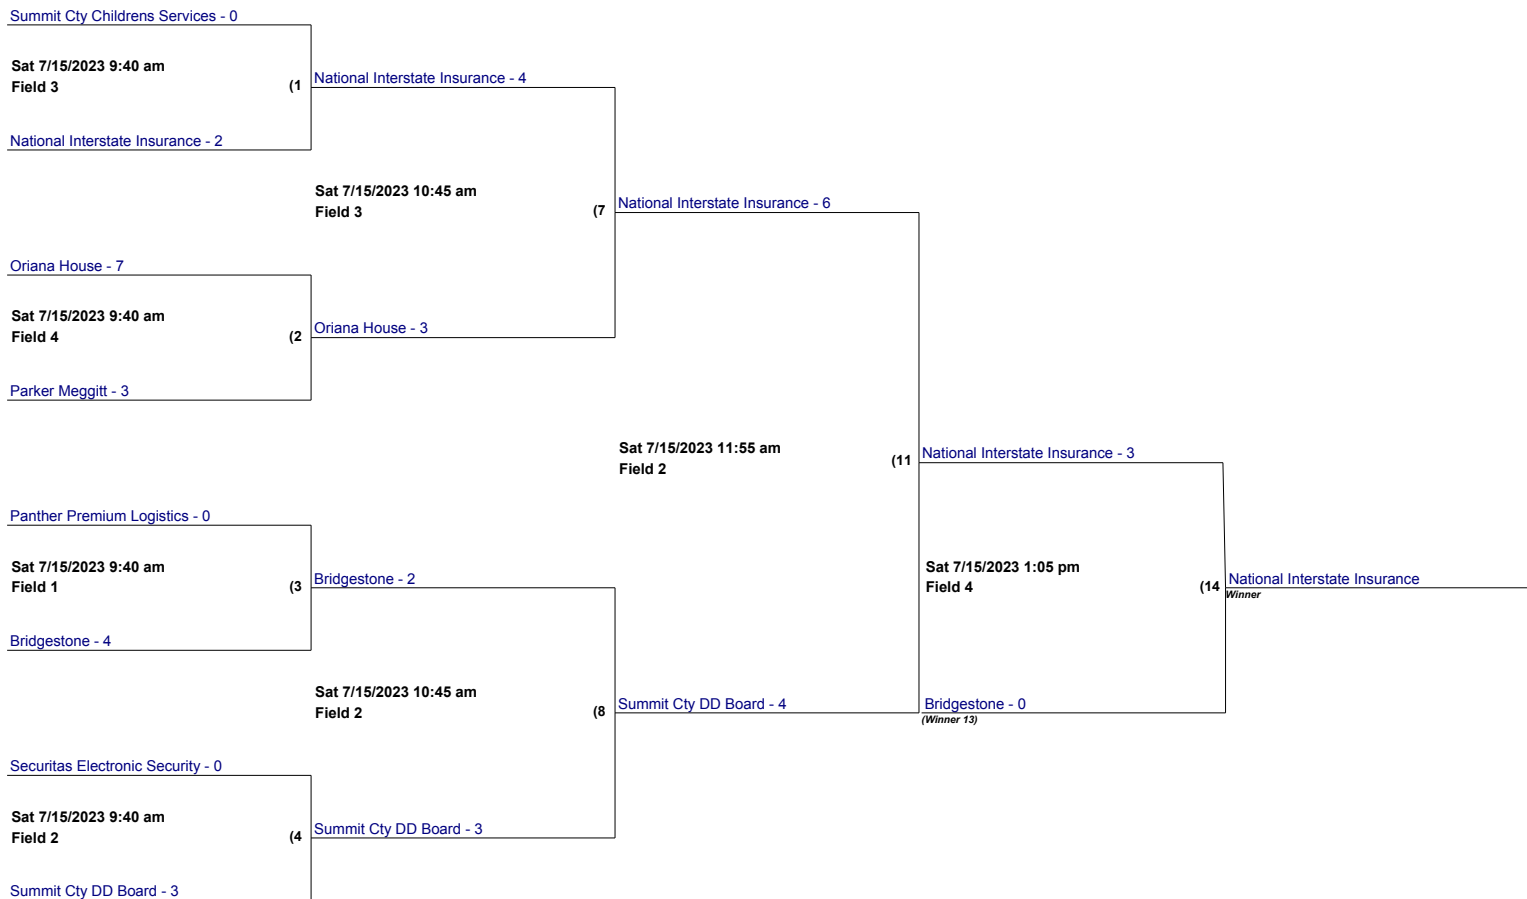 Summit Cty Childrens Services - 0
Sat 7/15/2023 9:40 am
Field 3
(1
National Interstate Insurance - 4
National Interstate Insurance - 2
Sat 7/15/2023 10:45 am
Field 3
(7
National Interstate Insurance - 6
Oriana House - 7
Sat 7/15/2023 9:40 am
Field 4
(2
Oriana House - 3
Parker Meggitt - 3
Sat 7/15/2023 11:55 am
Field 2
(11
National Interstate Insurance - 3
Panther Premium Logistics - 0
Sat 7/15/2023 9:40 am
Field 1
(3
Bridgestone - 2
Sat 7/15/2023 1:05 pm
Field 4
(14
National Interstate Insurance
Winner
Bridgestone - 4
Sat 7/15/2023 10:45 am
Field 2
(8
Summit Cty DD Board - 4
Bridgestone - 0
(Winner 13)
Securitas Electronic Security - 0
Sat 7/15/2023 9:40 am
Field 2
(4
Summit Cty DD Board - 3
Summit Cty DD Board - 3